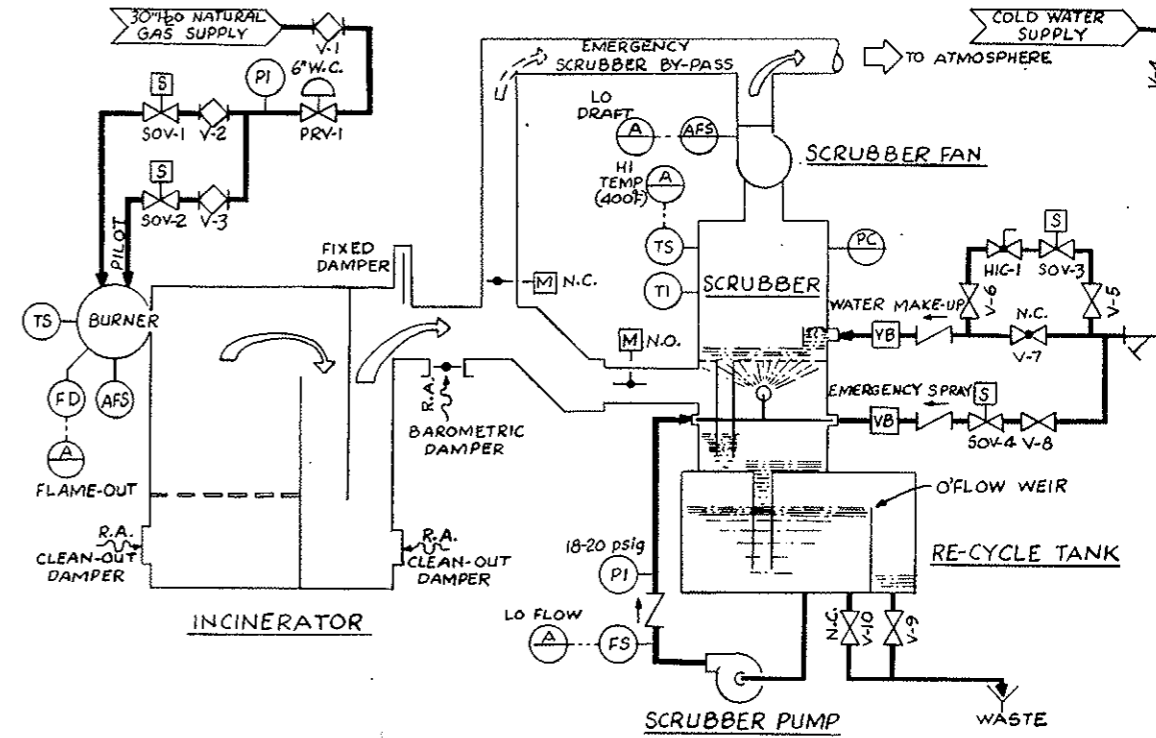 30"H2O NATURAL
GAS SUPPLY
V-1
6" W.C.
PI
PRV-1
S
SOV-1
V-2
S
SOV-2
V-3
PILOT
BURNER
TS
FD
AFS
A
FLAME-OUT
R.A.
CLEAN-OUT
DAMPER
R.A.
CLEAN-OUT
DAMPER
INCINERATOR
FIXED
DAMPER
R.A.
BAROMETRIC
DAMPER
EMERGENCY
SCRUBBER BY-PASS
TO ATMOSPHERE
LO
DRAFT
A
AFS
SCRUBBER FAN
HI
TEMP
(400°F)
A
TS
TI
PC
SCRUBBER
M N.C.
M N.O.
COLD WATER
SUPPLY
V-4
S
HIC-1
SOV-3
V-6
V-5
N.C.
V-7
WATER MAKE-UP
VB
EMERGENCY SPRAY
VB
S
SOV-4
V-8
O'FLOW WEIR
RE-CYCLE TANK
18-20 psig
PI
LO FLOW
A
FS
SCRUBBER PUMP
N.C.
V-10
V-9
WASTE